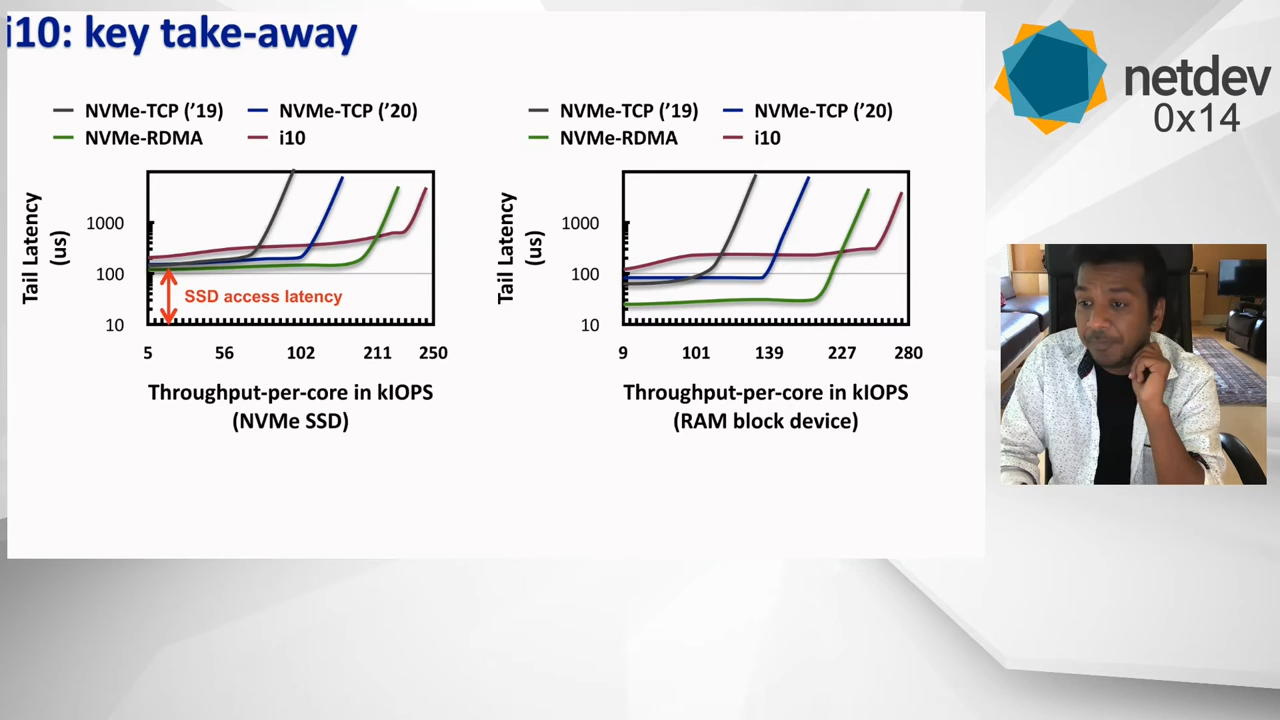 i10: key take-away
netdev
0x14
NVMe-TCP (’19)
NVMe-TCP (’20)
NVMe-RDMA
i10
Tail Latency
(us)
1000
100
10
SSD access latency
5 56 102 211 250
Throughput-per-core in kIOPS
(NVMe SSD)
NVMe-TCP (’19)
NVMe-TCP (’20)
NVMe-RDMA
i10
Tail Latency
(us)
1000
100
10
9 101 139 227 280
Throughput-per-core in kIOPS
(RAM block device)